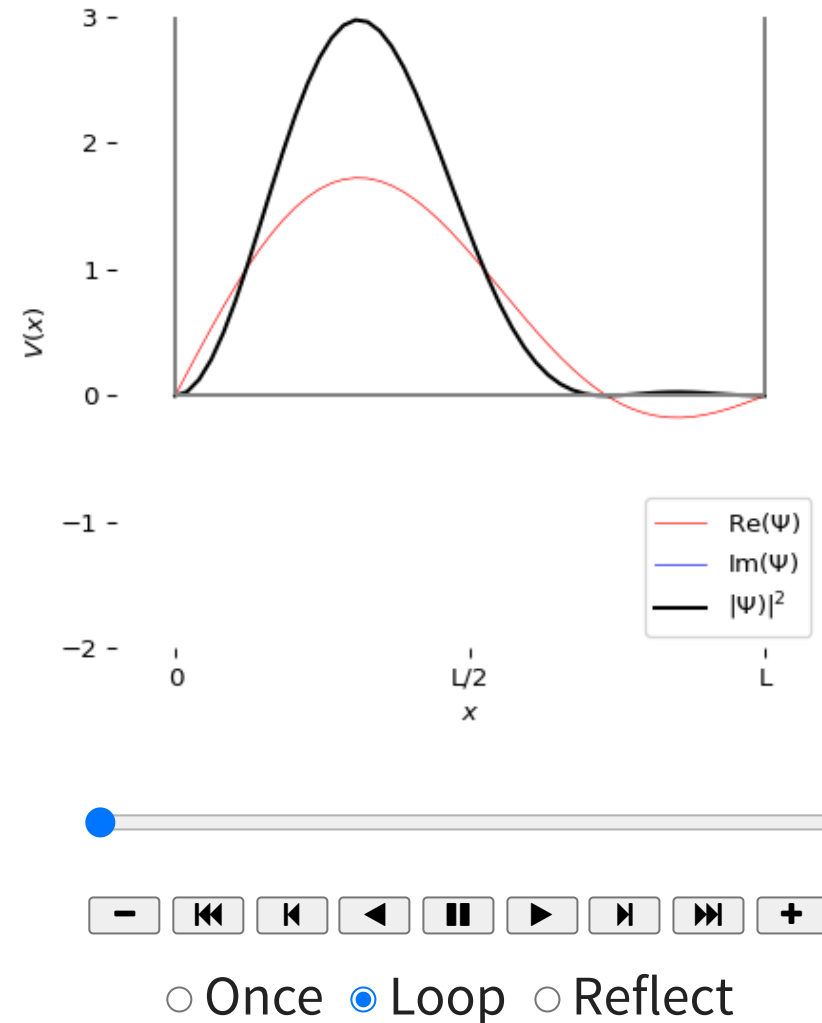 3
2
1
0
−1
−2
V(x)
0
L/2
L
x
Re(Ψ)
Im(Ψ)
|Ψ)|²
Once
Loop
Reflect